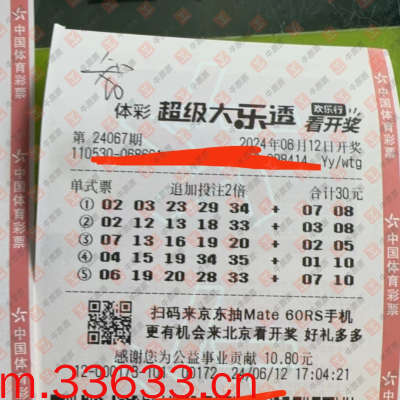 中国体育彩票
体彩 超级大乐透 欢乐行 看开奖
第 24067期 2024年06月12日开奖
Yy/wtg
单式票 追加投注2倍 合计30元
① 02 03 23 29 34 + 07 08
② 02 12 13 18 33 + 03 08
③ 07 13 16 19 20 + 02 05
④ 04 15 19 34 35 + 01 10
⑤ 06 19 20 28 33 + 07 10
扫码来京东抽Mate 60RS手机
更有机会来北京看开奖 好礼多多
感谢您为公益事业贡献 10.80元
24/06/12 17:04:21
m.33633.cn